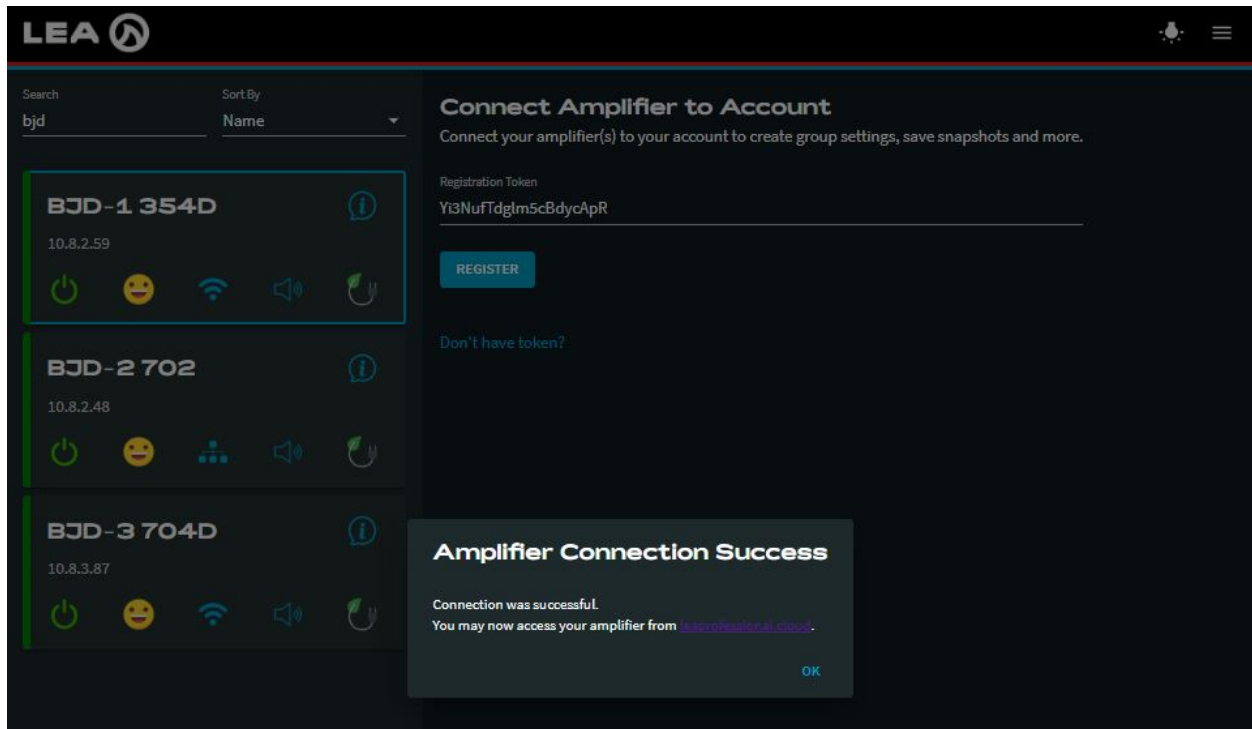 LEA
Search
Sort By
bjd
Name
BJD-1 354D
10.8.2.59
BJD-2 702
10.8.2.48
BJD-3 704D
10.8.3.87
Connect Amplifier to Account
Connect your amplifier(s) to your account to create group settings, save snapshots and more.
Registration Token
Yi3NufTdglm5cBdycApR
REGISTER
Don't have token?
Amplifier Connection Success
Connection was successful.
You may now access your amplifier from leaprofessional.cloud.
OK